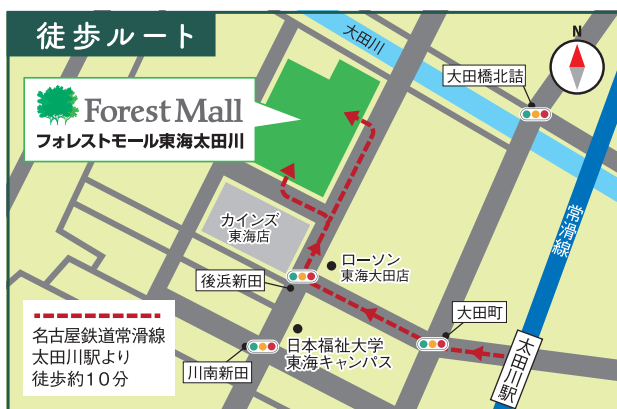 徒歩ルート
大田川
N
大田橋北詰
Forest Mall
フォレストモール東海太田川
常滑線
カインズ
東海店
ローソン
東海大田店
後浜新田
大田町
太田川駅
名古屋鉄道常滑線
太田川駅より
徒歩約10分
日本福祉大学
東海キャンパス
川南新田